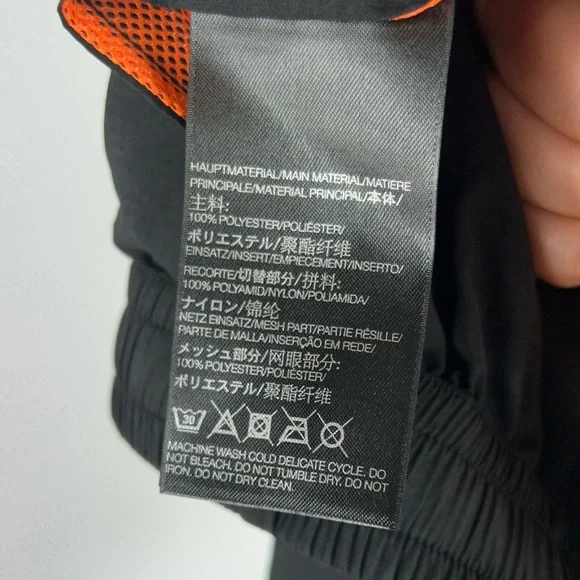 HAUPTMATERIAL/MAIN MATERIAL/MATIERE
PRINCIPALE/MATERIAL PRINCIPAL/本体/
主料:
100% POLYESTER/POLIÉSTER/
ポリエステル/聚酯纤维
EINSATZ/INSERT/EMPIECEMENT/INSERTO/
RECORTE/切替部分/拼料:
100% POLYAMID/NYLON/POLIAMIDA/
ナイロン/锦纶
NETZ EINSATZ/MESH PART/PARTIE RÉSILLE/
PARTE DE MALLA/INSERÇÃO EM REDE/
メッシュ部分/网眼部分:
100% POLYESTER/POLIÉSTER/
ポリエステル/聚酯纤维
30
MACHINE WASH COLD DELICATE CYCLE. DO
NOT BLEACH. DO NOT TUMBLE DRY. DO NOT
IRON. DO NOT DRY CLEAN.